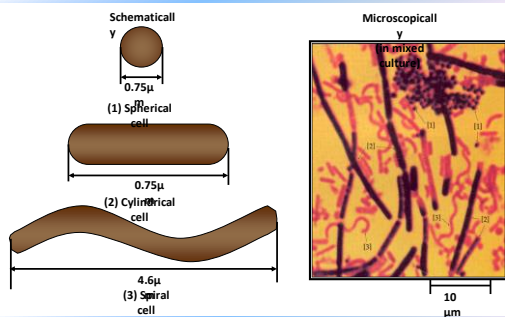 Schematicall
y
0.75µ
m
(1) Spherical
cell
0.75µ
m
(2) Cylindrical
cell
4.6µ
m
(3) Spiral
cell
Microscopicall
y
(in mixed
culture)
[1]
[1]
[2]
[3]
[2]
[3]
10
µm